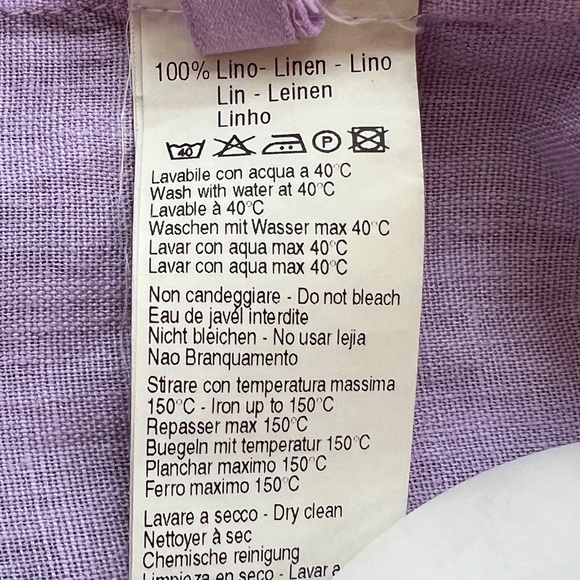 100% Lino- Linen - Lino
Lin - Leinen
Linho
40 P
Lavabile con acqua a 40°C
Wash with water at 40°C
Lavable à 40°C
Waschen mit Wasser max 40°C
Lavar con aqua max 40°C
Lavar con aqua max 40°C
Non candeggiare - Do not bleach
Eau de javel interdite
Nicht bleichen - No usar lejia
Nao Branquamento
Stirare con temperatura massima
150°C - Iron up to 150°C
Repasser max 150°C
Buegeln mit temperatur 150°C
Planchar maximo 150°C
Ferro maximo 150°C
Lavare a secco - Dry clean
Nettoyer à sec
Chemische reinigung
Limpieza en seco - Lavar a